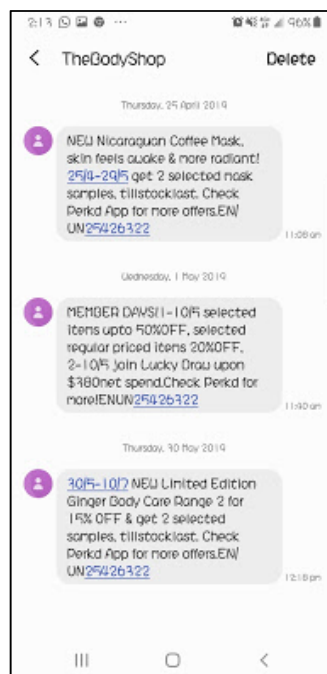 2:13
96%
TheBodyShop
Delete
Thursday, 25 April 2019
NEW Nicaraguan Coffee Mask,
skin feels awake & more radiant!
25/4-29/5 get 2 selected mask
samples, tillstocklast. Check
Perkd App for more offers.EN/
UN25426322
11:08 am
Wednesday, 1 May 2019
MEMBER DAYS!1-10/5 selected
items upto 50%OFF, selected
regular priced items 20%OFF,
2-10/5 join Lucky Draw upon
$380net spend.Check Perkd for
more!ENUN25426322
11:40 am
Thursday, 30 May 2019
30/5-10/7 NEW Limited Edition
Ginger Body Care Range 2 for
15% OFF & get 2 selected
samples, tillstocklast. Check
Perkd App for more offers.EN/
UN25426322
12:18 pm